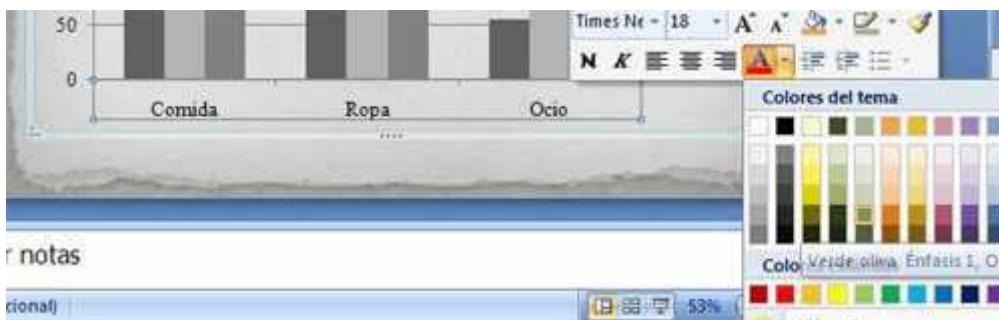 50
Times Ne 18 A A
N K A
0
Colores del tema
Comida Ropa Ocio
r notas
Colo
Verde oliva, Énfasis 1, O
cional)
53%